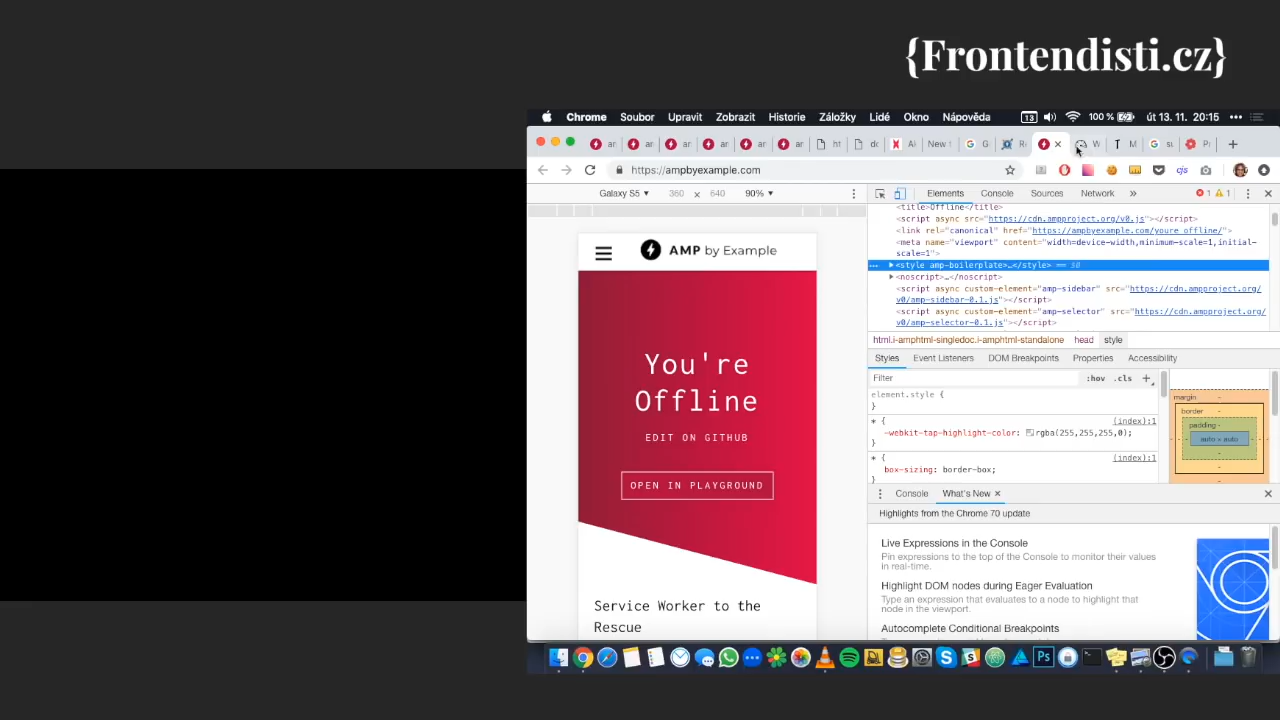 {Frontendisti.cz}
Chrome Soubor Upravit Zobrazit Historie Záložky Lidé Okno Nápověda 13 100 % út 13. 11. 20:15
New t
https://ampbyexample.com
cjs
Galaxy S5 ▾ 360 × 640 90% ▾
Elements Console Sources Network » 1 1
<title>Offline</title>
<script async src="https://cdn.ampproject.org/v0.js"></script>
<link rel="canonical" href="https://ampbyexample.com/youre_offline/">
<meta name="viewport" content="width=device-width,minimum-scale=1,initial-
scale=1">
<style amp-boilerplate>…</style> == $0
<noscript>…</noscript>
<script async custom-element="amp-sidebar" src="https://cdn.ampproject.org/
v0/amp-sidebar-0.1.js"></script>
<script async custom-element="amp-selector" src="https://cdn.ampproject.org/
v0/amp-selector-0.1.js"></script>
html.i-amphtml-singledoc.i-amphtml-standalone head style
Styles Event Listeners DOM Breakpoints Properties Accessibility
Filter :hov .cls +
element.style {
}
* { (index):1
-webkit-tap-highlight-color: rgba(255,255,255,0);
}
* { (index):1
box-sizing: border-box;
}
margin -
border -
padding -
auto × auto
Console What's New ×
Highlights from the Chrome 70 update
Live Expressions in the Console
Pin expressions to the top of the Console to monitor their values
in real-time.
Highlight DOM nodes during Eager Evaluation
Type an expression that evaluates to a node to highlight that
node in the viewport.
Autocomplete Conditional Breakpoints
AMP by Example
You're
Offline
EDIT ON GITHUB
OPEN IN PLAYGROUND
Service Worker to the
Rescue
Ps